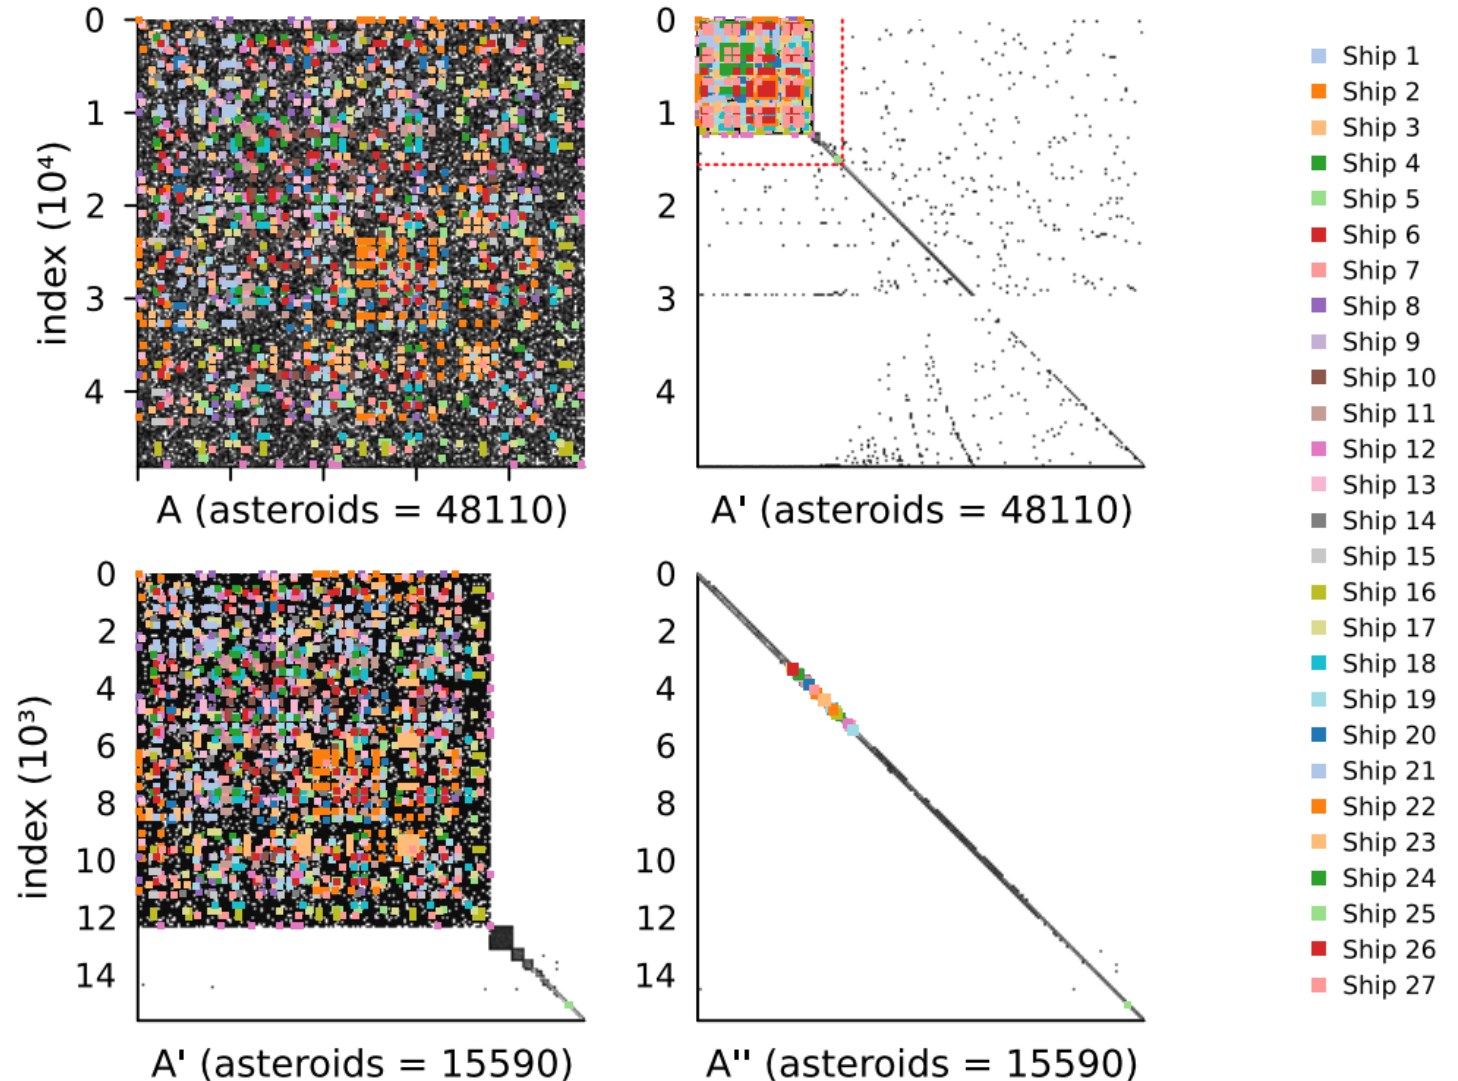 0
1
2
3
4
index (10⁴)
A (asteroids = 48110)
0
1
2
3
4
A' (asteroids = 48110)
0
2
4
6
8
10
12
14
index (10³)
A' (asteroids = 15590)
0
2
4
6
8
10
12
14
A'' (asteroids = 15590)
Ship 1
Ship 2
Ship 3
Ship 4
Ship 5
Ship 6
Ship 7
Ship 8
Ship 9
Ship 10
Ship 11
Ship 12
Ship 13
Ship 14
Ship 15
Ship 16
Ship 17
Ship 18
Ship 19
Ship 20
Ship 21
Ship 22
Ship 23
Ship 24
Ship 25
Ship 26
Ship 27